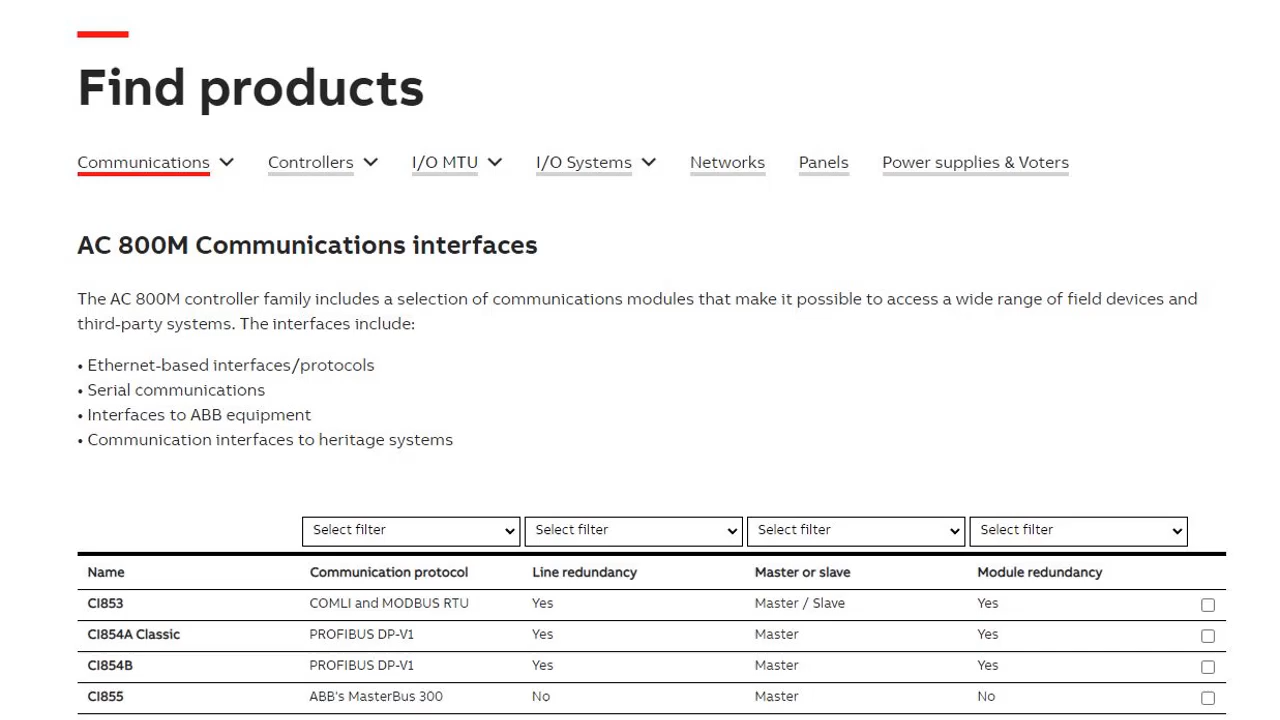 Find products
Communications Controllers I/O MTU I/O Systems Networks Panels Power supplies & Voters
AC 800M Communications interfaces
The AC 800M controller family includes a selection of communications modules that make it possible to access a wide range of field devices and
third-party systems. The interfaces include:
• Ethernet-based interfaces/protocols
• Serial communications
• Interfaces to ABB equipment
• Communication interfaces to heritage systems
Select filter Select filter Select filter Select filter
Name Communication protocol Line redundancy Master or slave Module redundancy
CI853 COMLI and MODBUS RTU Yes Master / Slave Yes
CI854A Classic PROFIBUS DP-V1 Yes Master Yes
CI854B PROFIBUS DP-V1 Yes Master Yes
CI855 ABB's MasterBus 300 No Master No